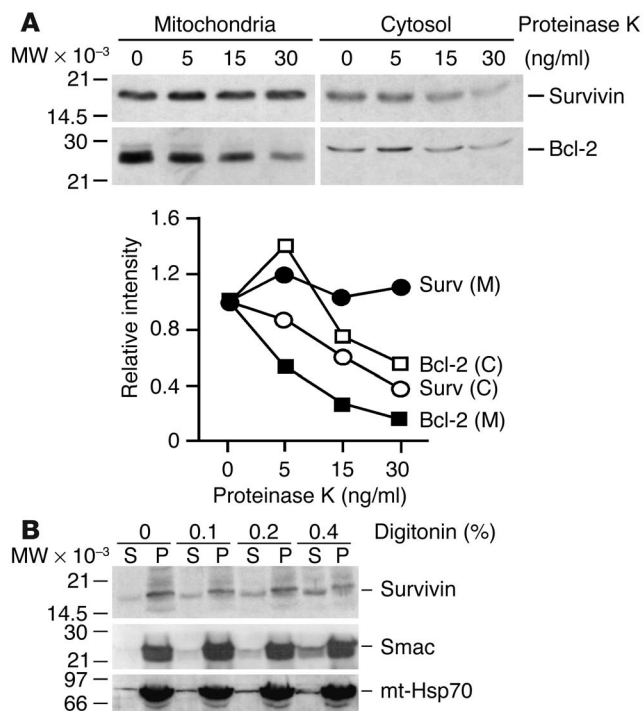 A
Mitochondria Cytosol Proteinase K
MW × 10⁻³ 0 5 15 30 0 5 15 30 (ng/ml)
21
Survivin
14.5
30
Bcl-2
21
1.6
1.2
0.8
0.4
0
Relative intensity
Surv (M)
Bcl-2 (C)
Surv (C)
Bcl-2 (M)
0 5 15 30
Proteinase K (ng/ml)
B
0 0.1 0.2 0.4 Digitonin (%)
MW × 10⁻³ S P S P S P S P
21
Survivin
14.5
30
Smac
21
97
mt-Hsp70
66